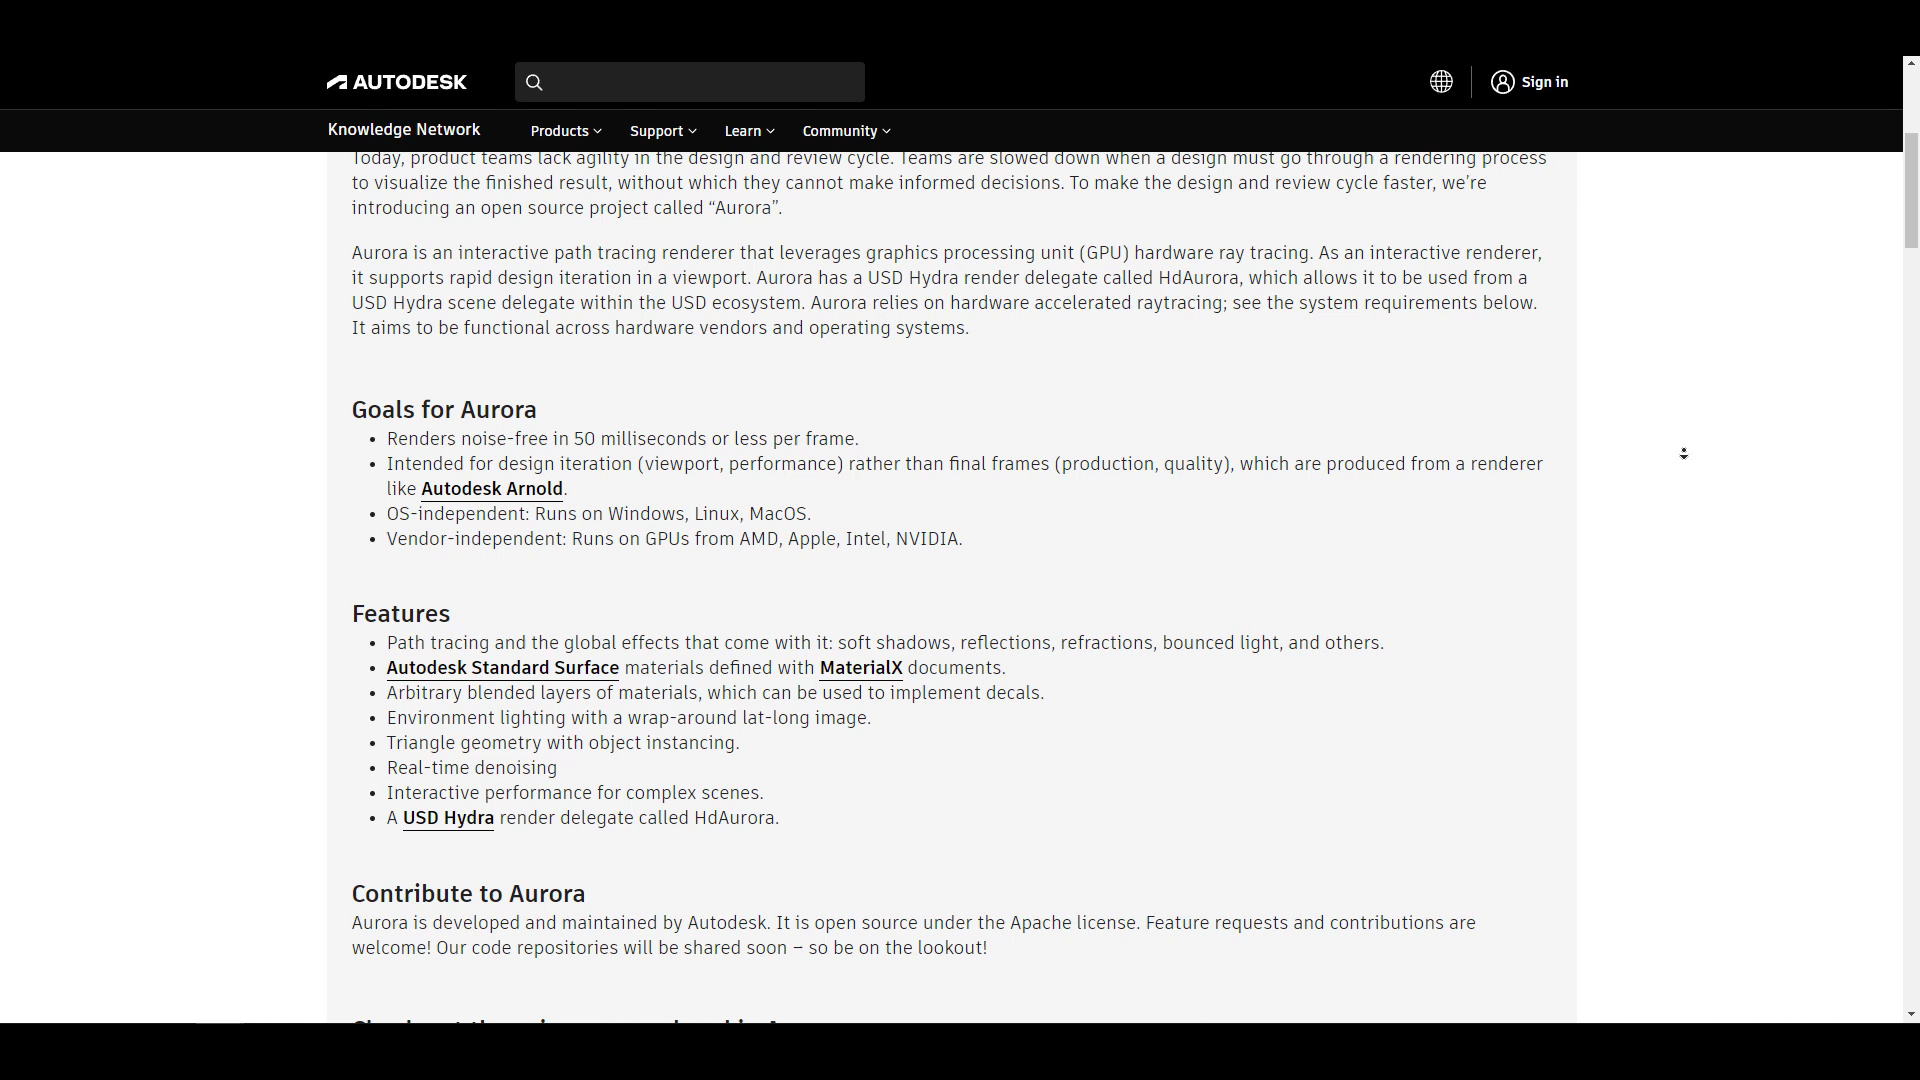 AUTODESK
Sign in
Knowledge Network
Products
Support
Learn
Community
Today, product teams lack agility in the design and review cycle. Teams are slowed down when a design must go through a rendering process
to visualize the finished result, without which they cannot make informed decisions. To make the design and review cycle faster, we’re
introducing an open source project called “Aurora”.
Aurora is an interactive path tracing renderer that leverages graphics processing unit (GPU) hardware ray tracing. As an interactive renderer,
it supports rapid design iteration in a viewport. Aurora has a USD Hydra render delegate called HdAurora, which allows it to be used from a
USD Hydra scene delegate within the USD ecosystem. Aurora relies on hardware accelerated raytracing; see the system requirements below.
It aims to be functional across hardware vendors and operating systems.
Goals for Aurora
• Renders noise-free in 50 milliseconds or less per frame.
• Intended for design iteration (viewport, performance) rather than final frames (production, quality), which are produced from a renderer
like Autodesk Arnold.
• OS-independent: Runs on Windows, Linux, MacOS.
• Vendor-independent: Runs on GPUs from AMD, Apple, Intel, NVIDIA.
Features
• Path tracing and the global effects that come with it: soft shadows, reflections, refractions, bounced light, and others.
• Autodesk Standard Surface materials defined with MaterialX documents.
• Arbitrary blended layers of materials, which can be used to implement decals.
• Environment lighting with a wrap-around lat-long image.
• Triangle geometry with object instancing.
• Real-time denoising
• Interactive performance for complex scenes.
• A USD Hydra render delegate called HdAurora.
Contribute to Aurora
Aurora is developed and maintained by Autodesk. It is open source under the Apache license. Feature requests and contributions are
welcome! Our code repositories will be shared soon – so be on the lookout!